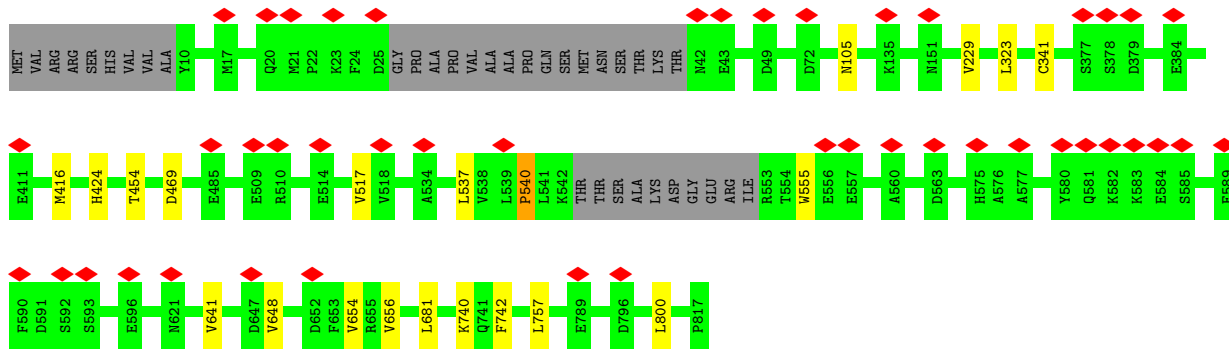 MET VAL ARG ARG SER HIS VAL VAL ALA Y10 M17 Q20 M21 P22 K23 F24 D25 GLY PRO ALA PRO VAL ALA ALA PRO GLN SER MET ASN SER THR LYS THR N42 E43 D49 D72 N105 K135 N151 V229 L323 C341 S377 S378 D379 E384
E411 M416 H424 T454 D469 E485 E509 R510 E514 V517 V518 A534 L537 V538 L539 P540 L541 K542 THR THR SER ALA LYS ASP GLY GLU ARG ILE R553 T554 W555 E556 E557 A560 D563 H575 A576 A577 Y580 Q581 K582 K583 E584 S585 E589
F590 D591 S592 S593 E596 N621 V641 D647 V648 D652 F653 V654 R655 V656 L681 K740 Q741 F742 L757 E789 D796 L800 P817